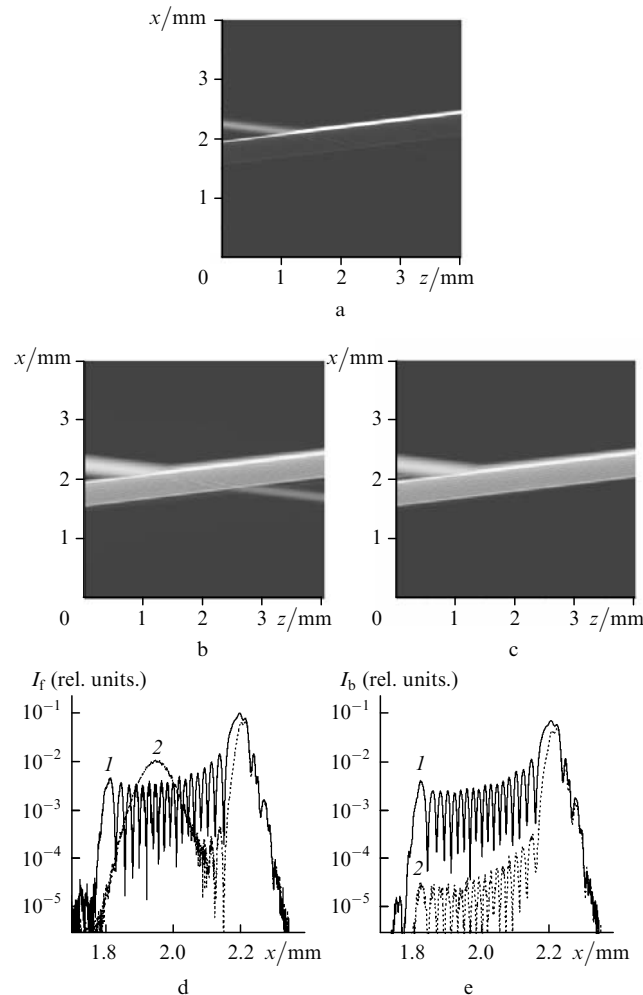 x/mm
4
3
2
1
0
1
2
3
z/mm
a
x/mm
4
3
2
1
0
1
2
3
z/mm
b
x/mm
4
3
2
1
0
1
2
3
z/mm
c
I_f (rel. units.)
10^{-1}
10^{-2}
10^{-3}
10^{-4}
10^{-5}
1
2
1.8
2.0
2.2
x/mm
d
I_b (rel. units.)
10^{-1}
10^{-2}
10^{-3}
10^{-4}
10^{-5}
1
2
1.8
2.0
2.2
x/mm
e